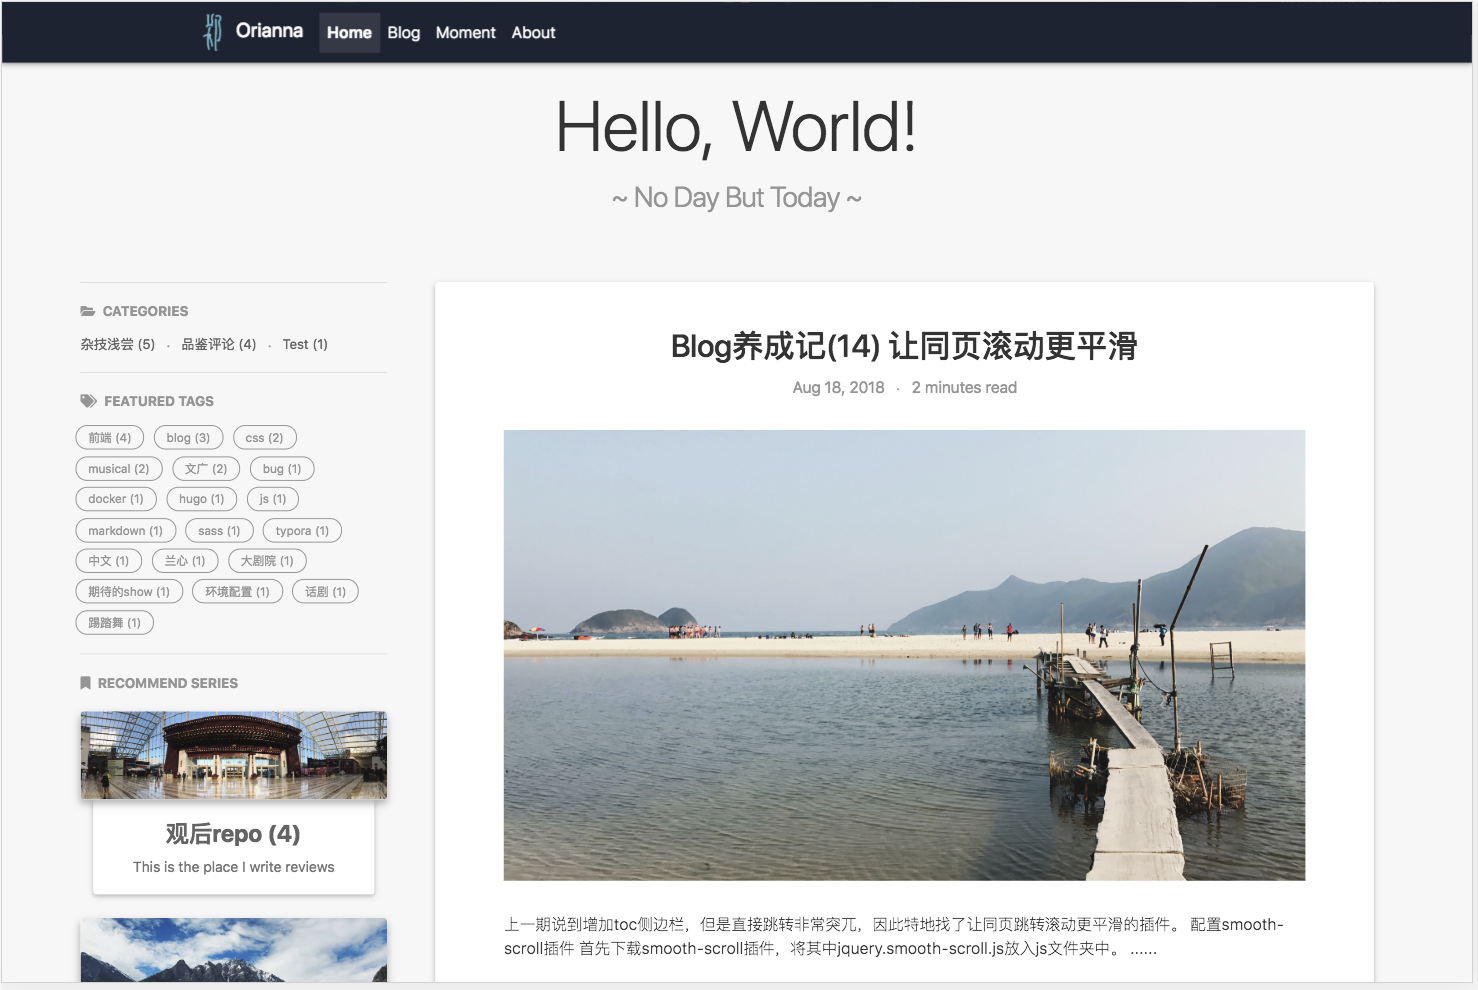 Orianna Home Blog Moment About
Hello, World!
~ No Day But Today ~
CATEGORIES
杂技浅尝 (5) · 品鉴评论 (4) · Test (1)
FEATURED TAGS
前端 (4) blog (3) css (2)
musical (2) 文广 (2) bug (1)
docker (1) hugo (1) js (1)
markdown (1) sass (1) typora (1)
中文 (1) 兰心 (1) 大剧院 (1)
期待的show (1) 环境配置 (1) 话剧 (1)
踢踏舞 (1)
RECOMMEND SERIES
观后repo (4)
This is the place I write reviews
Blog养成记(14) 让同页滚动更平滑
Aug 18, 2018 · 2 minutes read
上一期说到增加toc侧边栏，但是直接跳转非常突兀，因此特地找了让同页跳转滚动更平滑的插件。 配置smooth-
scroll插件 首先下载smooth-scroll插件，将其中jquery.smooth-scroll.js放入js文件夹中。 ......